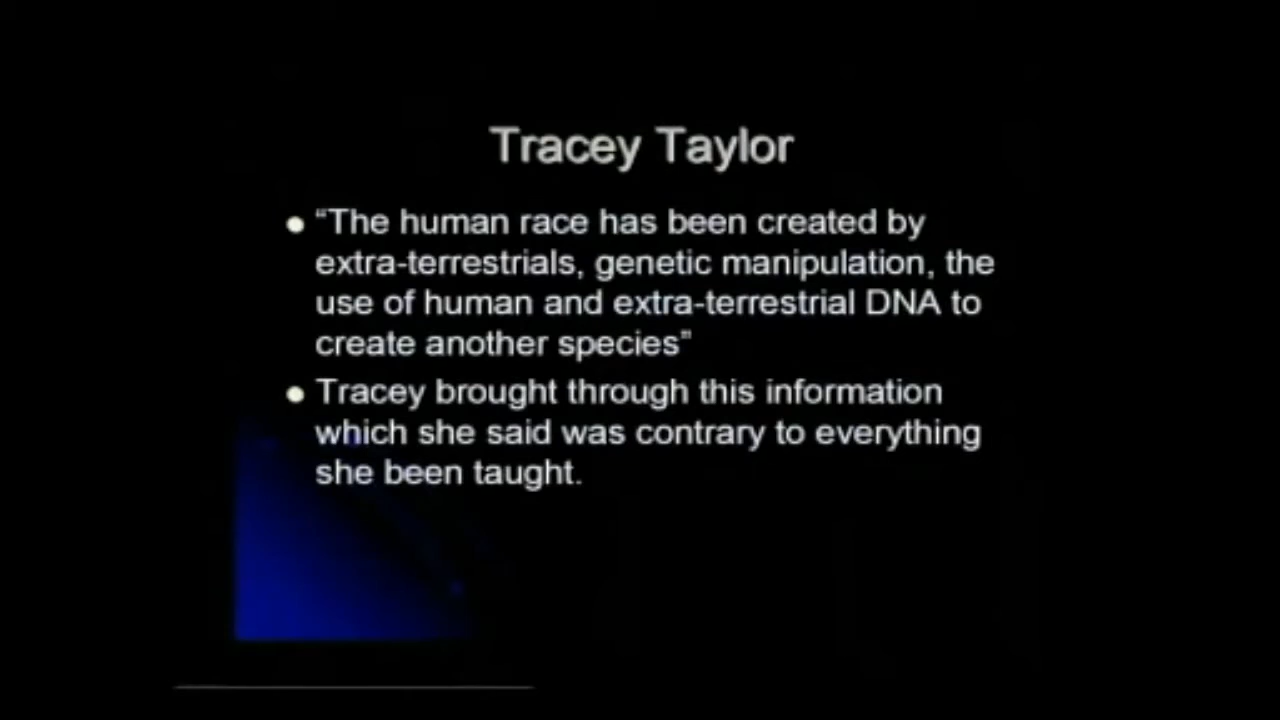 Tracey Taylor
● “The human race has been created by
extra-terrestrials, genetic manipulation, the
use of human and extra-terrestrial DNA to
create another species”
● Tracey brought through this information
which she said was contrary to everything
she been taught.